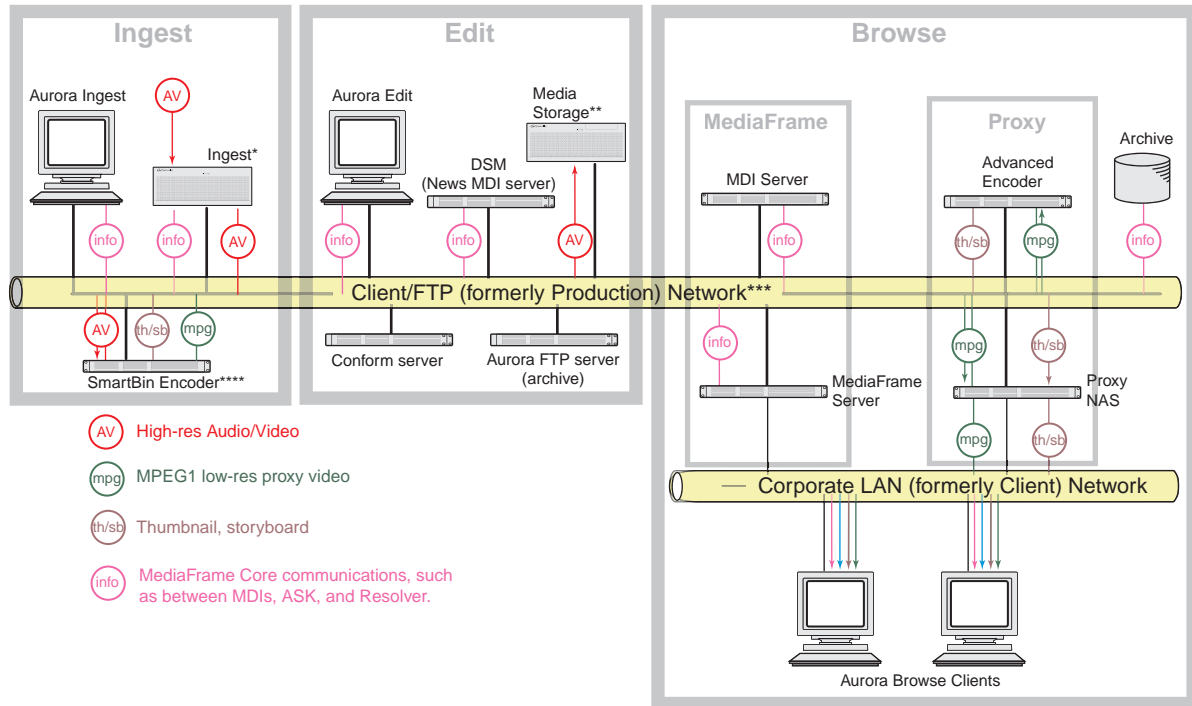 Ingest
Edit
Browse
Aurora Ingest
AV
Ingest*
info
info
AV
Aurora Edit
Media
Storage**
DSM
(News MDI server)
info
info
AV
MediaFrame
MDI Server
info
Proxy
Advanced
Encoder
th/sb
mpg
Archive
info
Client/FTP (formerly Production) Network***
AV
th/sb
mpg
SmartBin Encoder****
Conform server
Aurora FTP server
(archive)
info
MediaFrame
Server
mpg
th/sb
Proxy
NAS
mpg
th/sb
AV
High-res Audio/Video
mpg
MPEG1 low-res proxy video
th/sb
Thumbnail, storyboard
info
MediaFrame Core communications, such
as between MDIs, ASK, and Resolver.
Corporate LAN (formerly Client) Network
Aurora Browse Clients